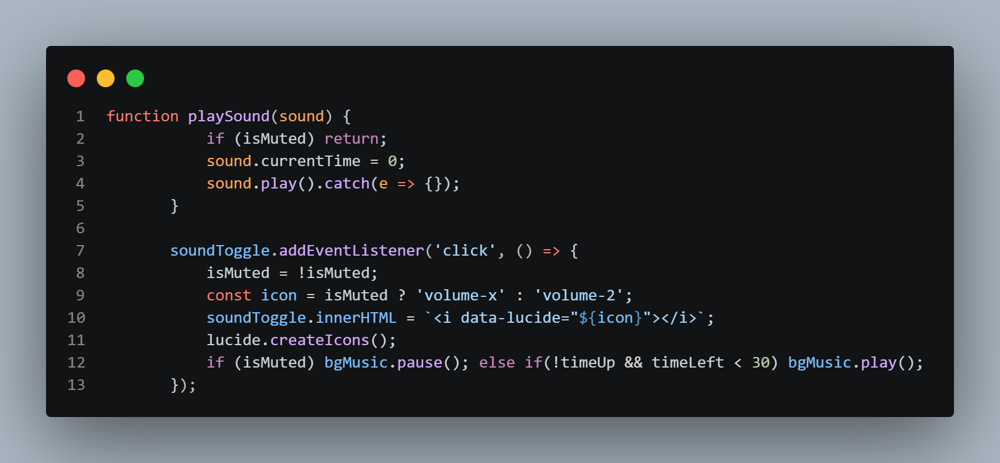 1 function playSound(sound) {
2 if (isMuted) return;
3 sound.currentTime = 0;
4 sound.play().catch(e => {});
5 }
6
7 soundToggle.addEventListener('click', () => {
8 isMuted = !isMuted;
9 const icon = isMuted ? 'volume-x' : 'volume-2';
10 soundToggle.innerHTML = `<i data-lucide="${icon}"></i>`;
11 lucide.createIcons();
12 if (isMuted) bgMusic.pause(); else if(!timeUp && timeLeft < 30) bgMusic.play();
13 });